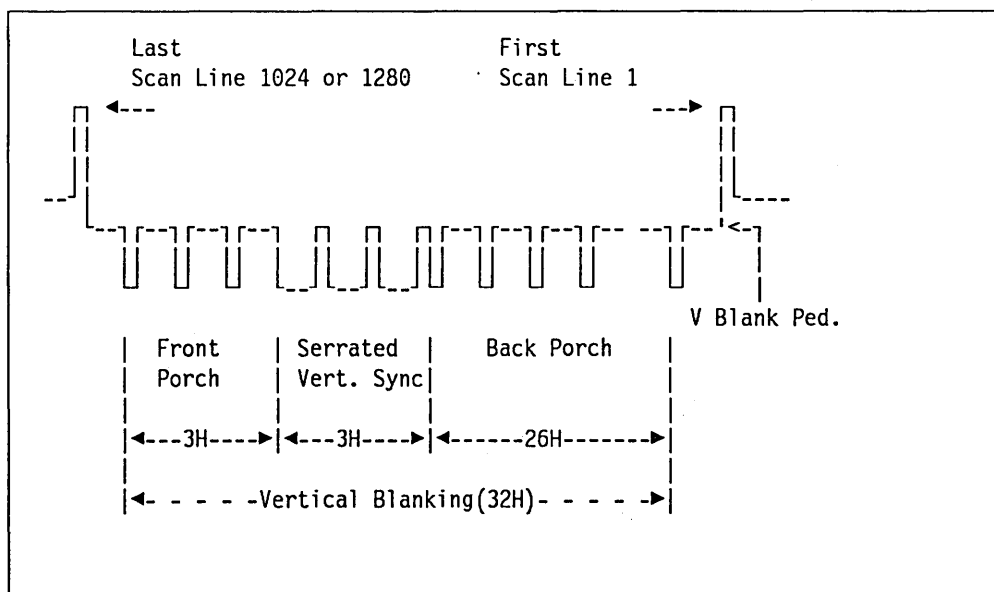 Last First
Scan Line 1024 or 1280 Scan Line 1
V Blank Ped.
Front Serrated Back Porch
Porch Vert. Sync
3H 3H 26H
Vertical Blanking(32H)